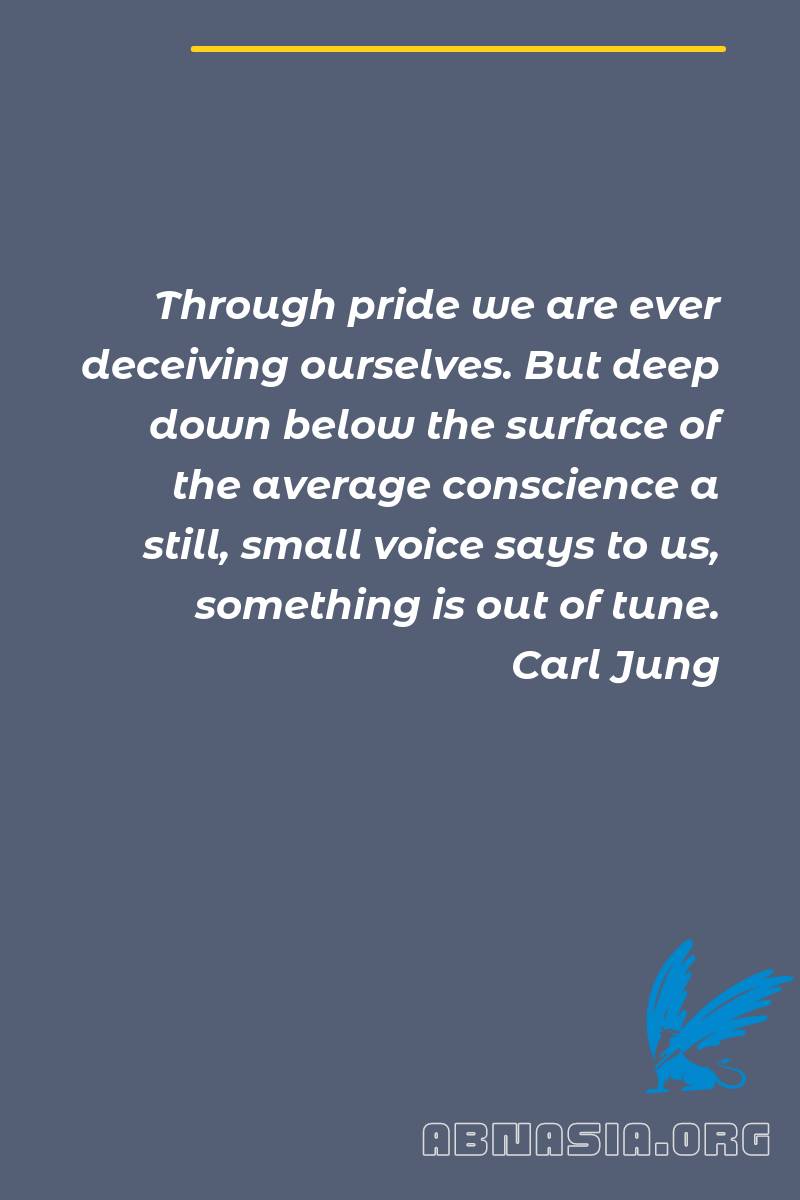 Through pride we are ever
deceiving ourselves. But deep
down below the surface of
the average conscience a
still, small voice says to us,
something is out of tune.
Carl Jung
ABNASIA.ORG